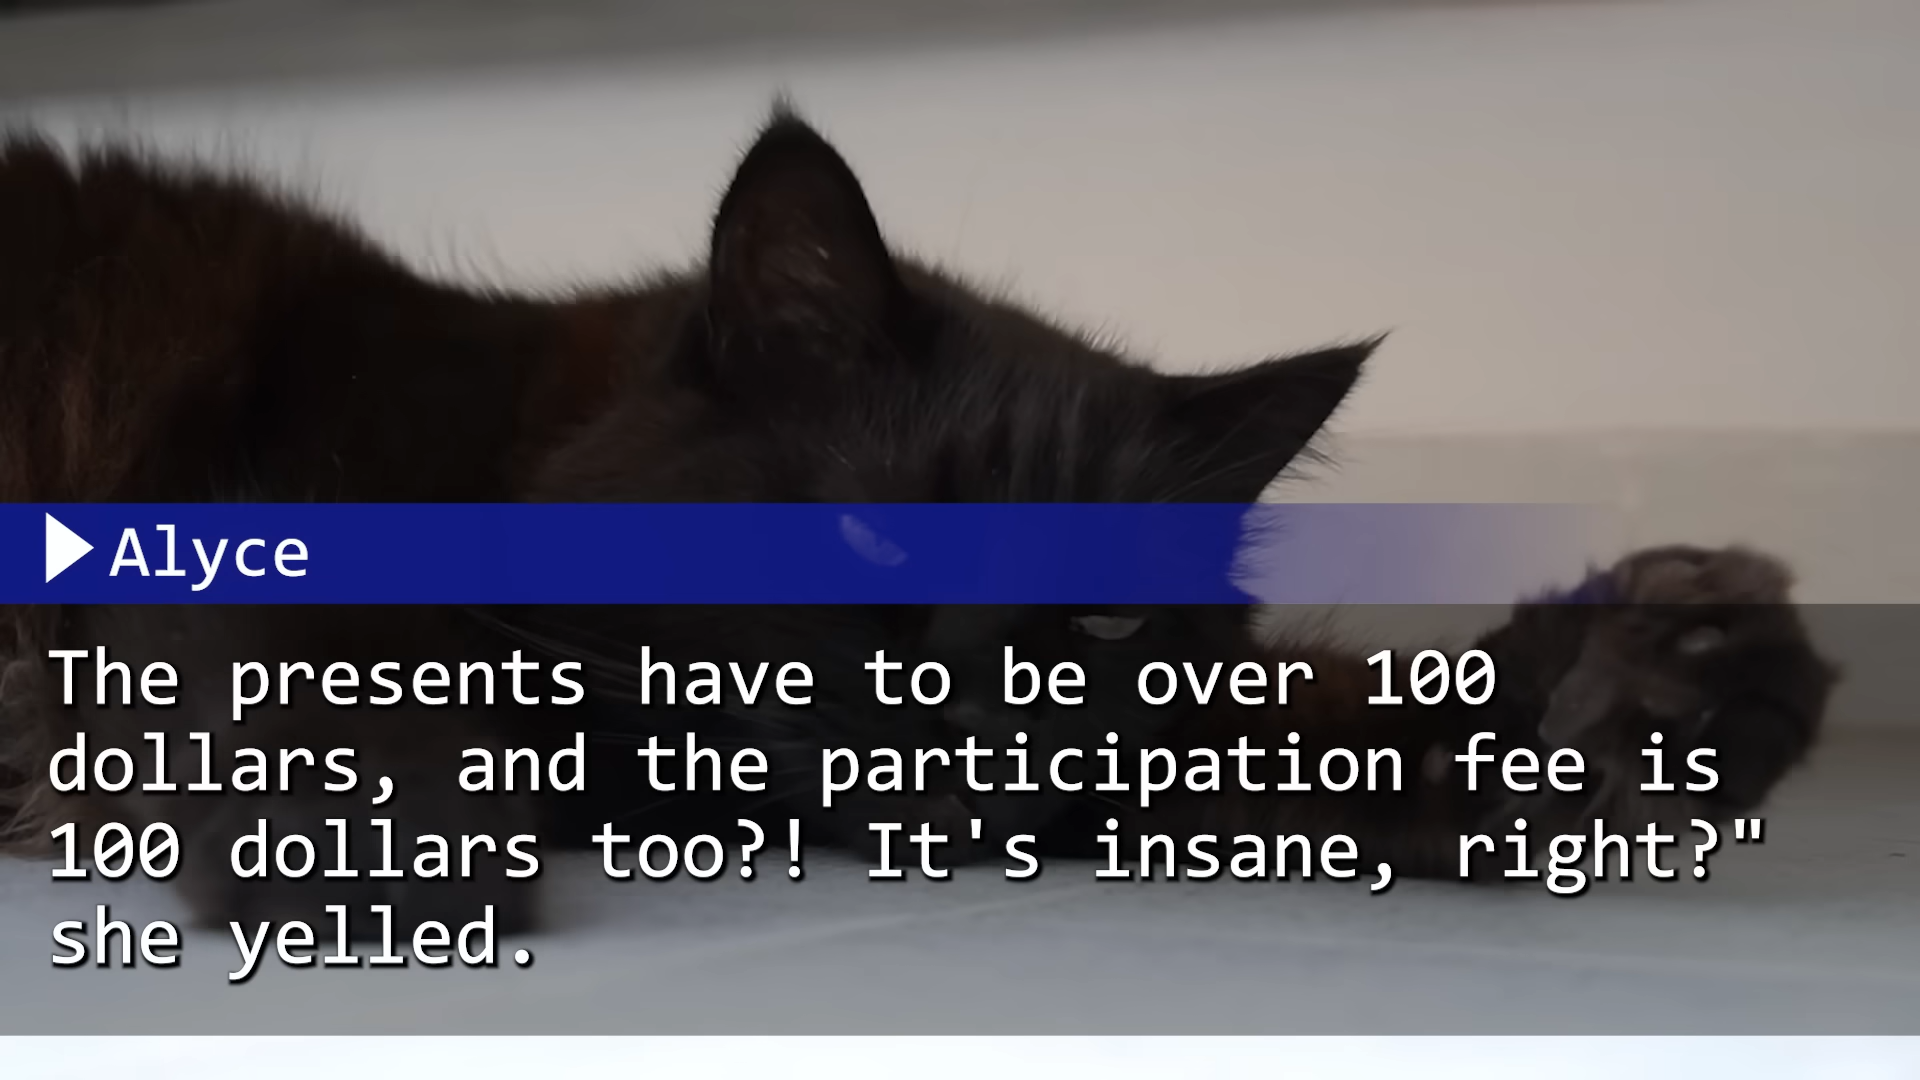 Alyce
The presents have to be over 100
dollars, and the participation fee is
100 dollars too?! It's insane, right?"
she yelled.